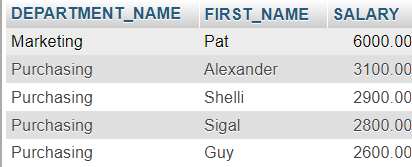 DEPARTMENT_NAME FIRST_NAME SALARY
Marketing Pat 6000.00
Purchasing Alexander 3100.00
Purchasing Shelli 2900.00
Purchasing Sigal 2800.00
Purchasing Guy 2600.00